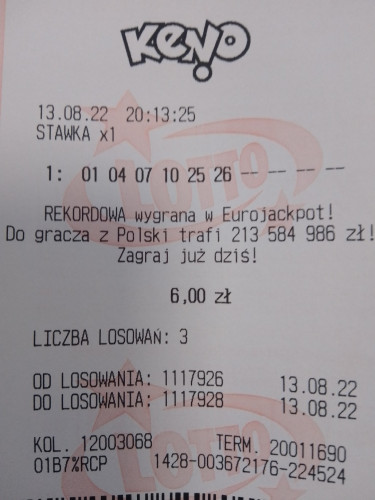 KENO
13.08.22 20:13:25
STAWKA x1
1: 01 04 07 10 25 26 -- -- -- --
REKORDOWA wygrana w Eurojackpot!
Do gracza z Polski trafi 213 584 986 zł!
Zagraj już dziś!
6,00 zł
LICZBA LOSOWAŃ: 3
OD LOSOWANIA: 1117926 13.08.22
DO LOSOWANIA: 1117928 13.08.22
KOL. 12003068 TERM. 20011690
01B7%RCP 1428-003672176-224524
LOTTO